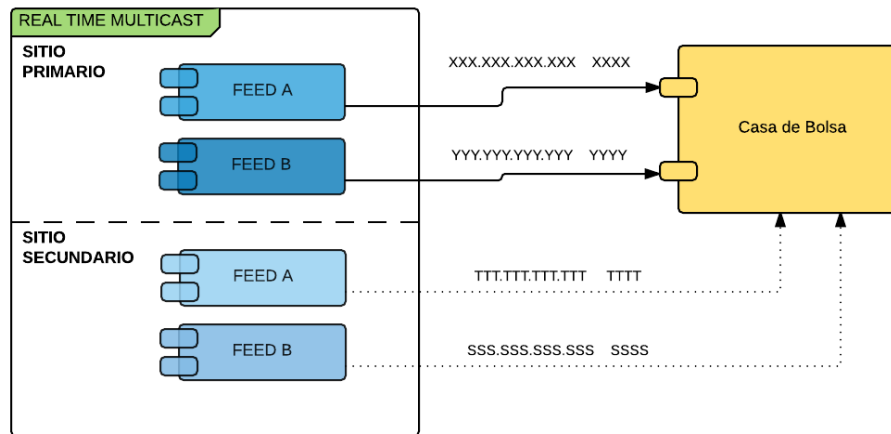 REAL TIME MULTICAST
SITIO
PRIMARIO
FEED A
XXX.XXX.XXX.XXX XXXX
Casa de Bolsa
FEED B
YYY.YYY.YYY.YYY YYYY
SITIO
SECUNDARIO
FEED A
TTT.TTT.TTT.TTT TTTT
FEED B
SSS.SSS.SSS.SSS SSSS